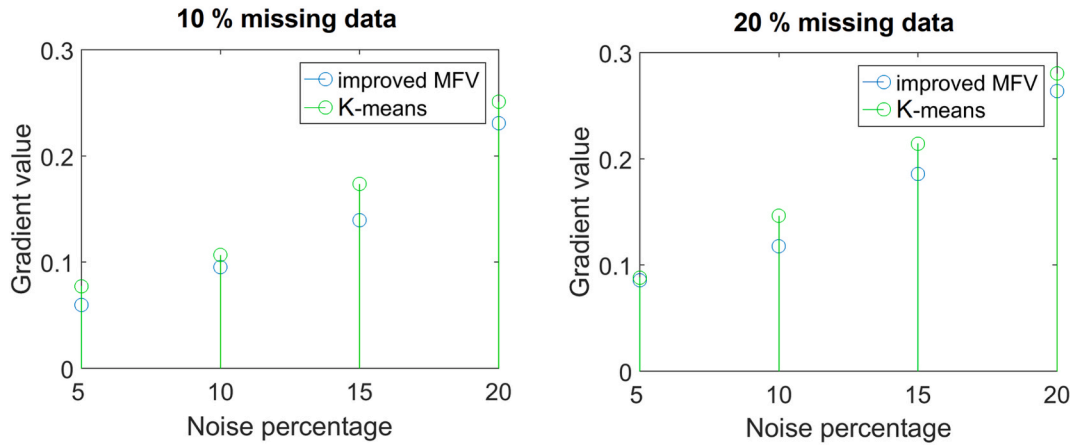 10 % missing data
0.3
0.2
0.1
0
Gradient value
improved MFV
K-means
5
10
15
20
Noise percentage
20 % missing data
0.3
0.2
0.1
0
Gradient value
improved MFV
K-means
5
10
15
20
Noise percentage